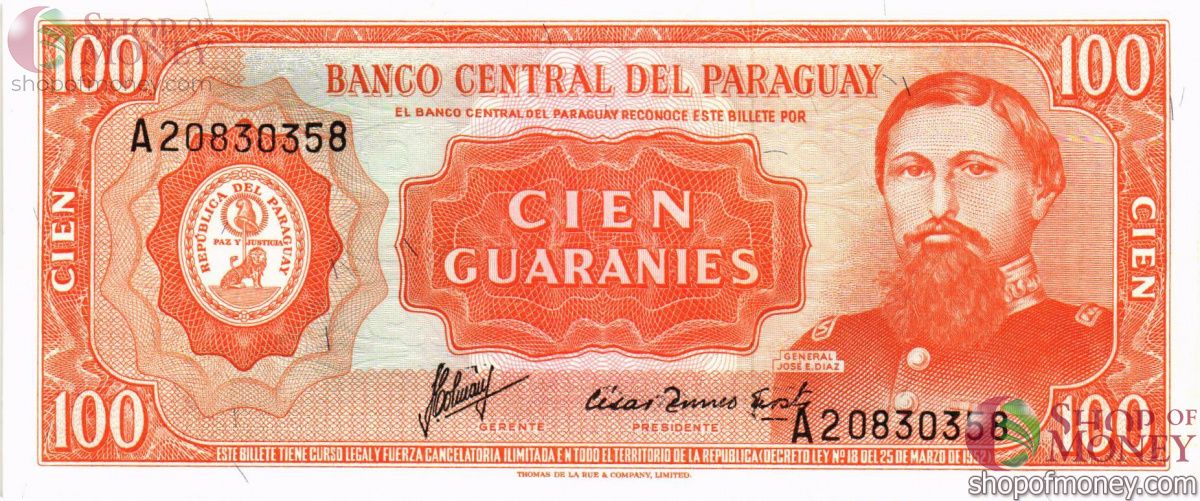 SHOP OF
MONEY
shopofmoney.com
100
100
BANCO CENTRAL DEL PARAGUAY
EL BANCO CENTRAL DEL PARAGUAY RECONOCE ESTE BILLETE POR
A20830358
REPÚBLICA DEL PARAGUAY
PAZ Y JUSTICIA
CIEN
CIEN
GUARANIES
CIEN
GENERAL
JOSE E. DIAZ
GERENTE
PRESIDENTE
A20830358
100
100
ESTE BILLETE TIENE CURSO LEGAL Y FUERZA CANCELATORIA ILIMITADA EN TODO EL TERRITORIO DE LA REPUBLICA (DECRETO LEY Nº 18 DEL 25 DE MARZO DE
THOMAS DE LA RUE & COMPANY, LIMITED.
SHOP OF
MONEY
shopofmoney.com